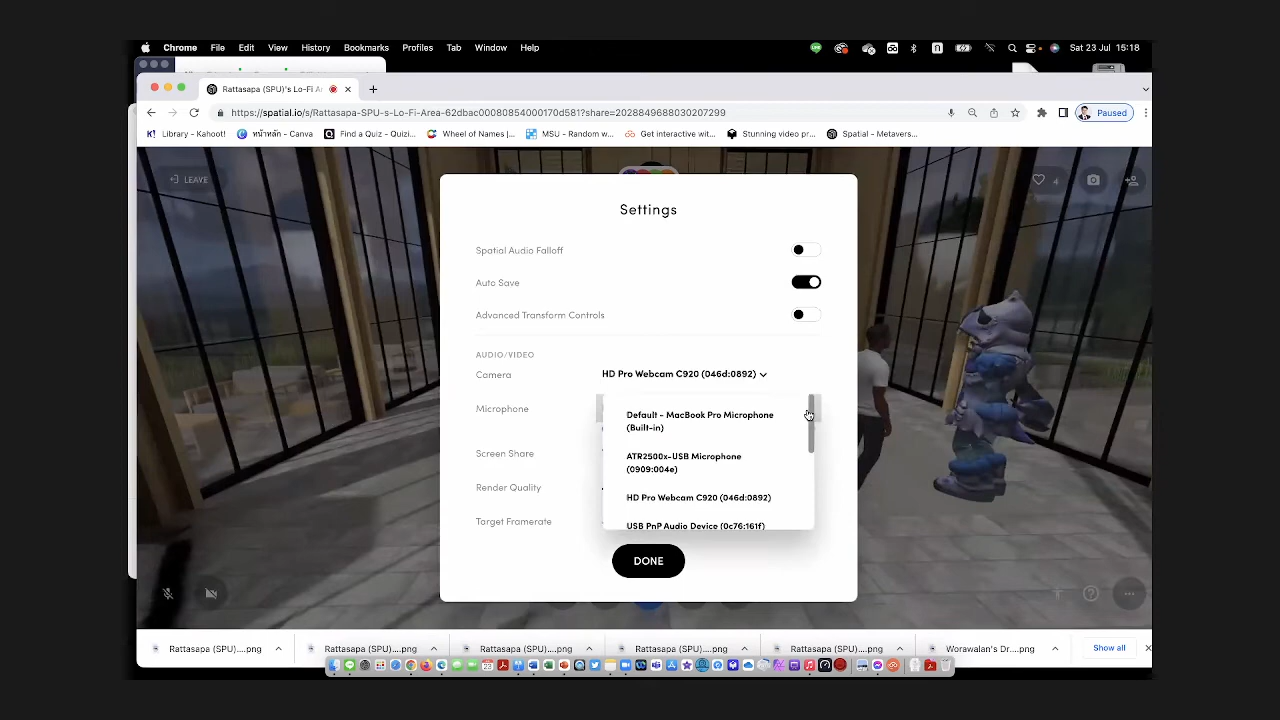 Chrome File Edit View History Bookmarks Profiles Tab Window Help Sat 23 Jul 15:18
Rattasapa (SPU)'s Lo-Fi Ar
https://spatial.io/s/Rattasapa-SPU-s-Lo-Fi-Area-62dbac00080854000170d581?share=2028849688030207299 Paused
Library - Kahoot! หน้าหลัก - Canva Find a Quiz - Quizi... Wheel of Names |... MSU - Random w... Get interactive wit... Stunning video pr... Spatial - Metavers...
LEAVE
4
Settings
Spatial Audio Falloff
Auto Save
Advanced Transform Controls
AUDIO/VIDEO
Camera HD Pro Webcam C920 (046d:0892)
Microphone
Default - MacBook Pro Microphone
(Built-in)
Screen Share
ATR2500x-USB Microphone
(0909:004e)
Render Quality
HD Pro Webcam C920 (046d:0892)
Target Framerate
USB PnP Audio Device (0c76:161f)
DONE
Rattasapa (SPU)....png Rattasapa (SPU)....png Rattasapa (SPU)....png Rattasapa (SPU)....png Rattasapa (SPU)....png Worawalan's Dr....png Show all